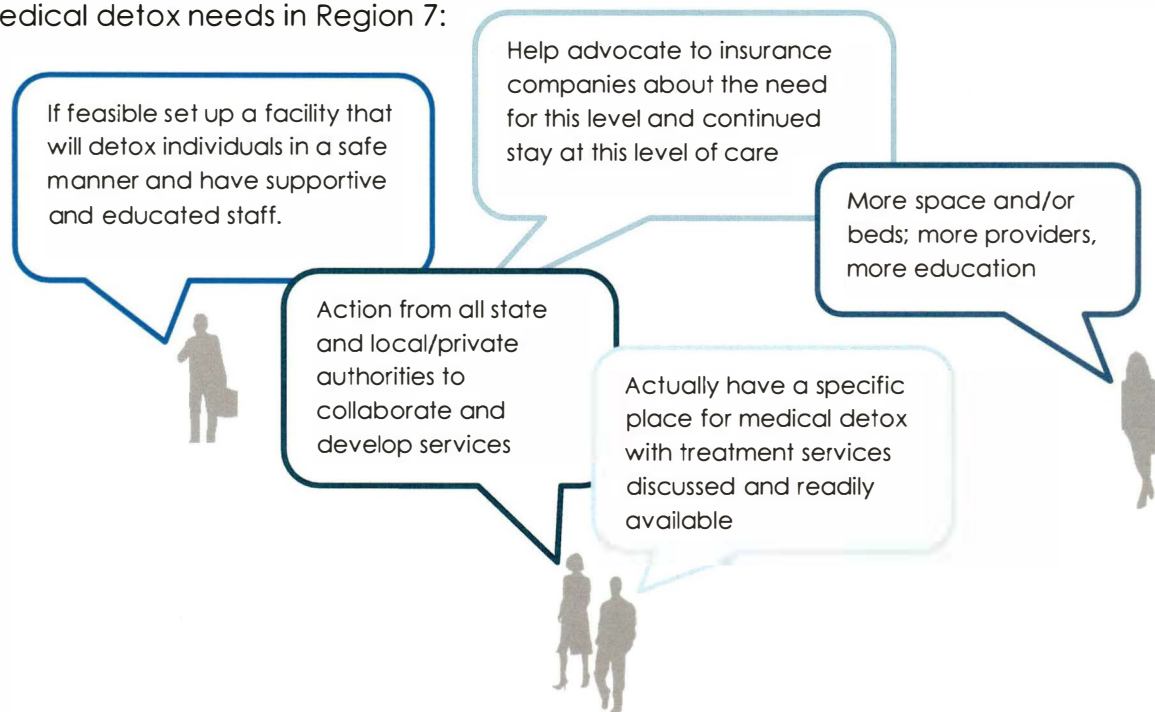 edical detox needs in Region 7:
If feasible set up a facility that
will detox individuals in a safe
manner and have supportive
and educated staff.
Help advocate to insurance
companies about the need
for this level and continued
stay at this level of care
More space and/or
beds; more providers,
more education
Action from all state
and local/private
authorities to
collaborate and
develop services
Actually have a specific
place for medical detox
with treatment services
discussed and readily
available